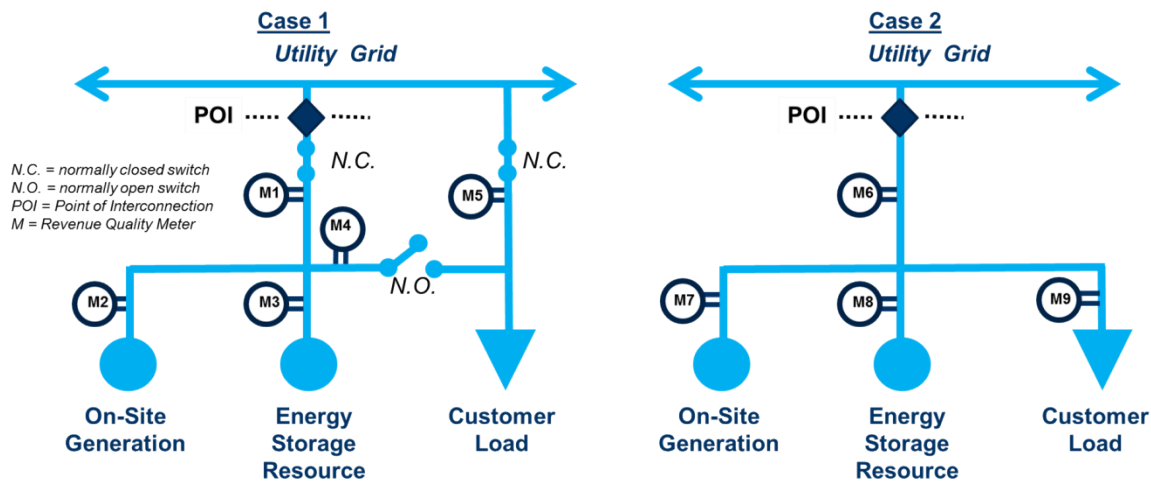 Case 1
Utility Grid
POI
N.C.
N.C.
N.C. = normally closed switch
N.O. = normally open switch
POI = Point of Interconnection
M = Revenue Quality Meter
M1
M5
M4
N.O.
M2
M3
On-Site
Generation
Energy
Storage
Resource
Customer
Load
Case 2
Utility Grid
POI
M6
M7
M8
M9
On-Site
Generation
Energy
Storage
Resource
Customer
Load